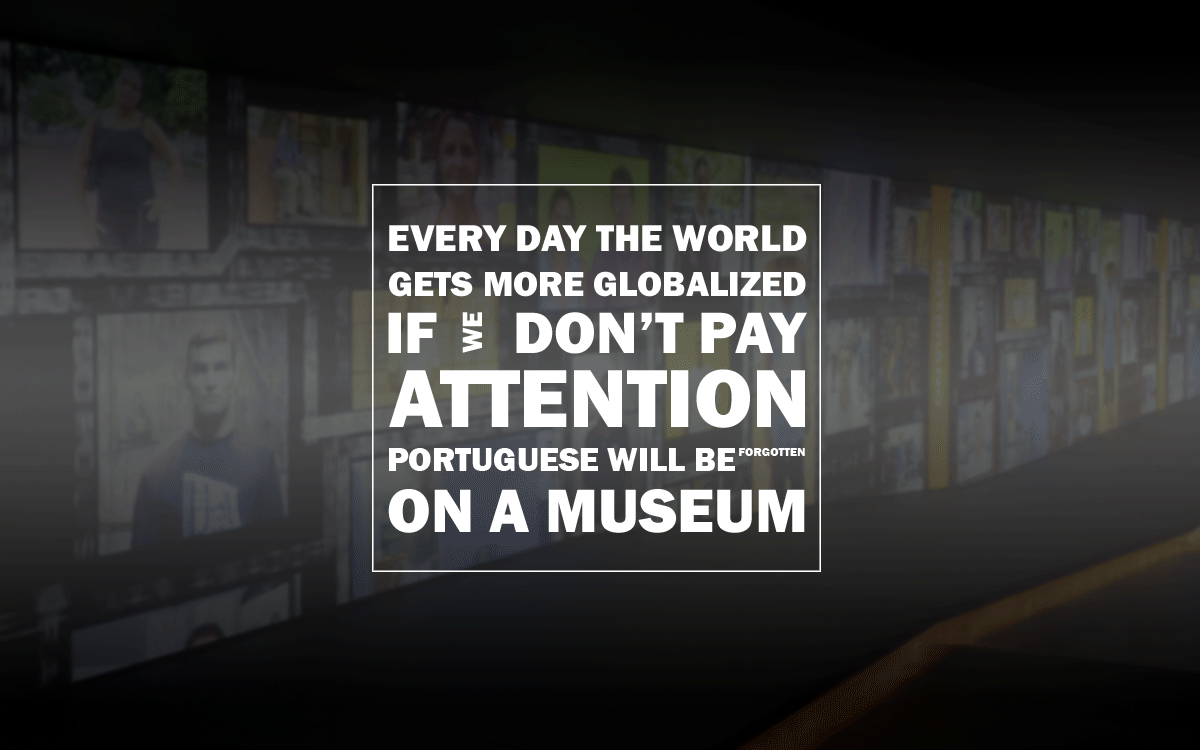 EVERY DAY THE WORLD
GETS MORE GLOBALIZED
IF WE DON'T PAY
ATTENTION
PORTUGUESE WILL BE FORGOTTEN
ON A MUSEUM